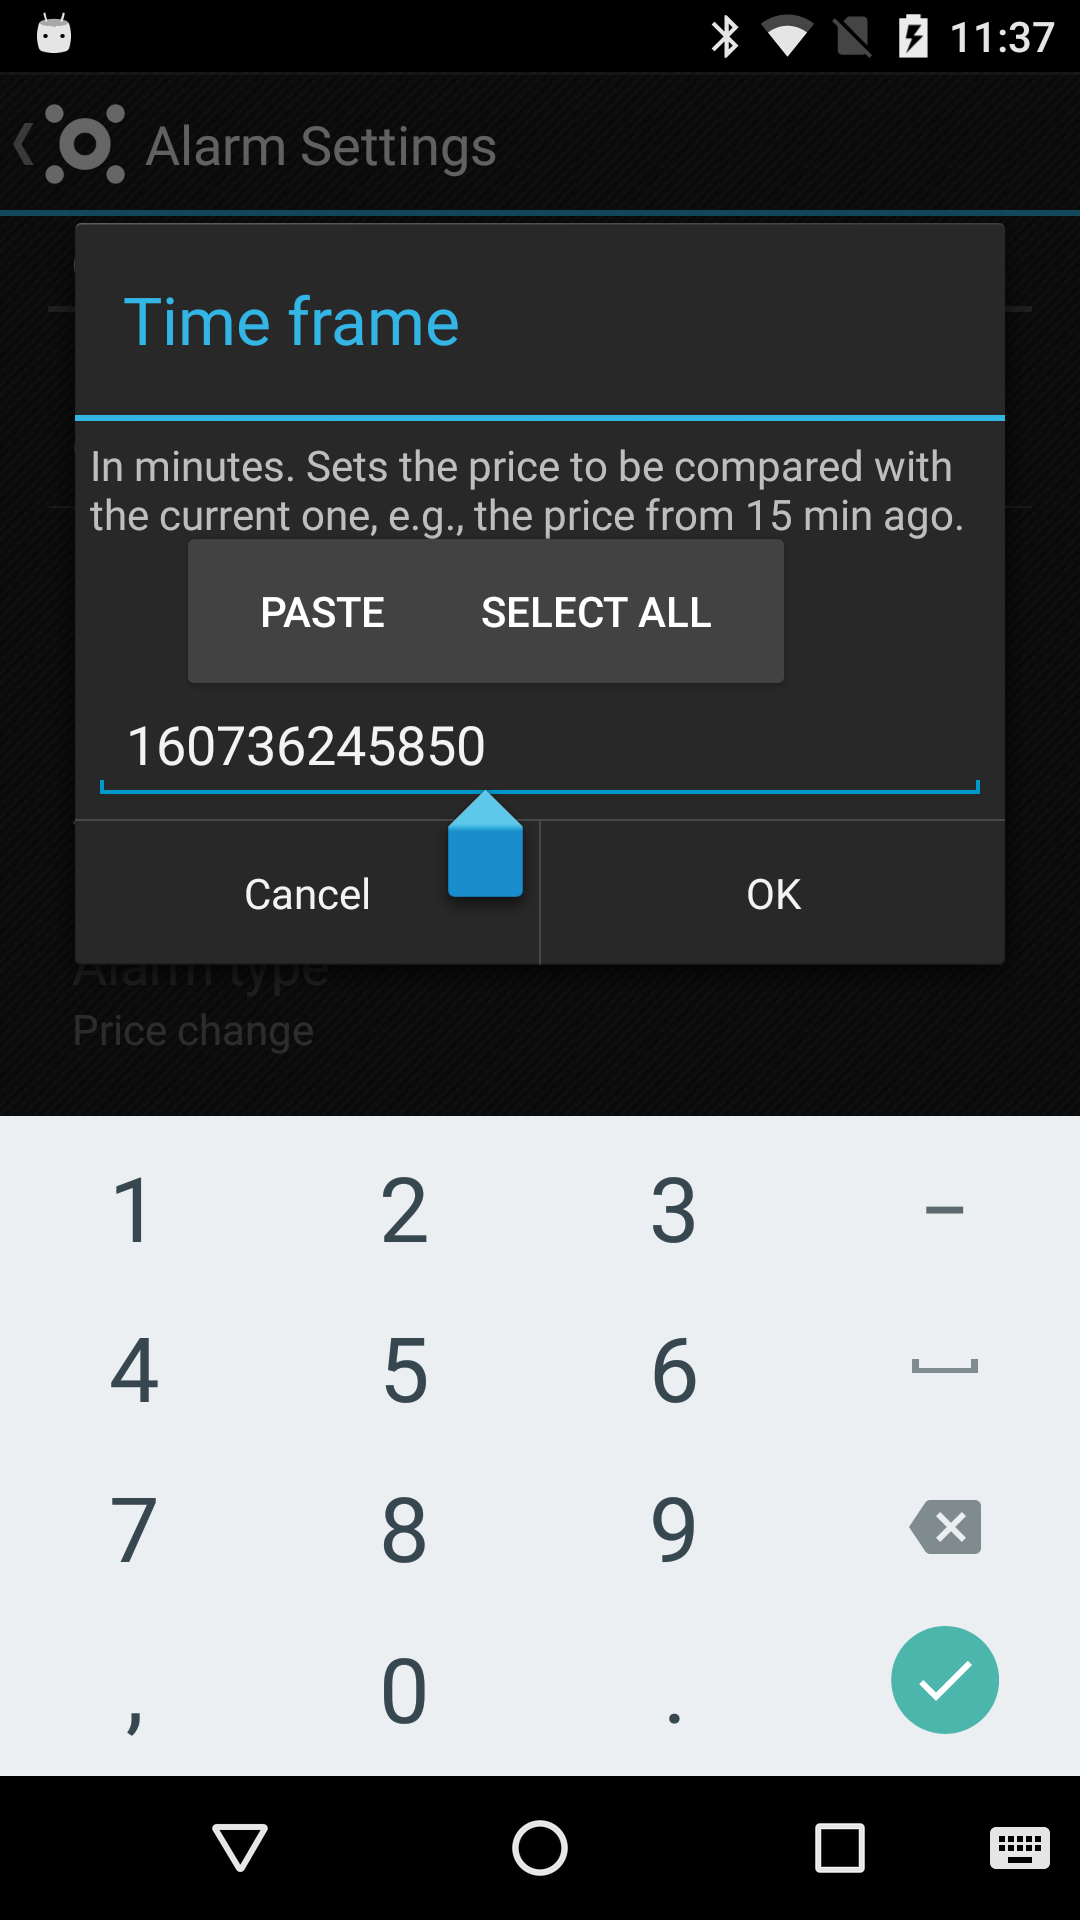 11:37
Alarm Settings
Time frame
In minutes. Sets the price to be compared with
the current one, e.g., the price from 15 min ago.
PASTE SELECT ALL
160736245850
Cancel OK
Alarm type
Price change
1 2 3 –
4 5 6
7 8 9
, 0 .